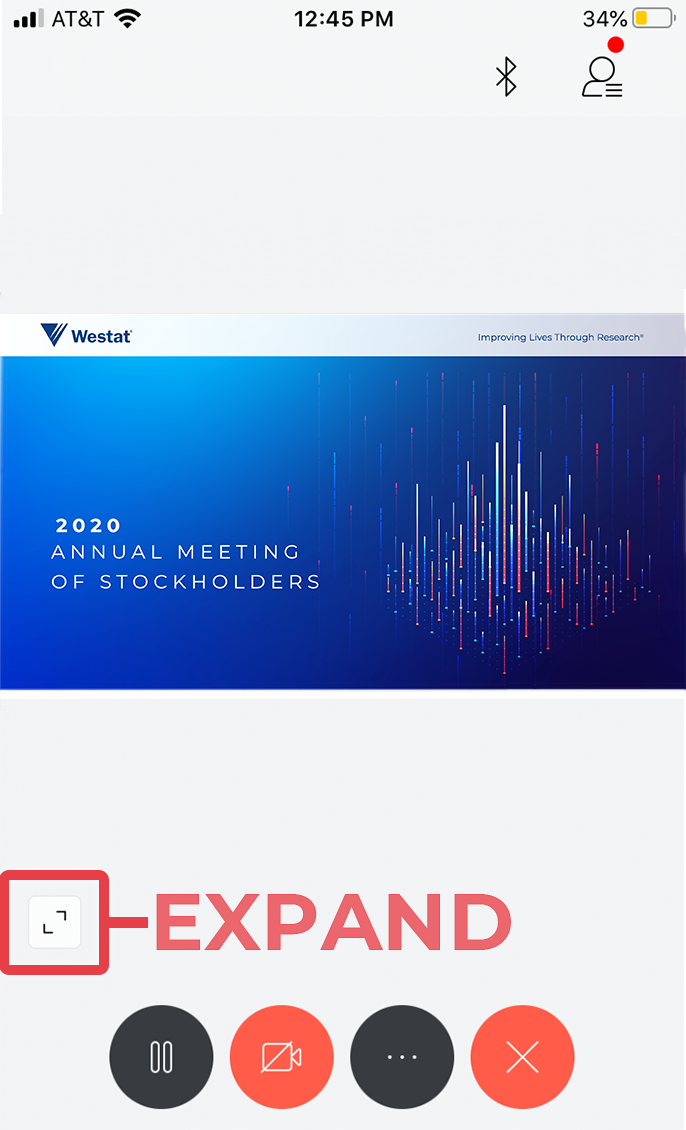 AT&T 12:45 PM 34%
Westat®
Improving Lives Through Research®
2020
ANNUAL MEETING
OF STOCKHOLDERS
EXPAND